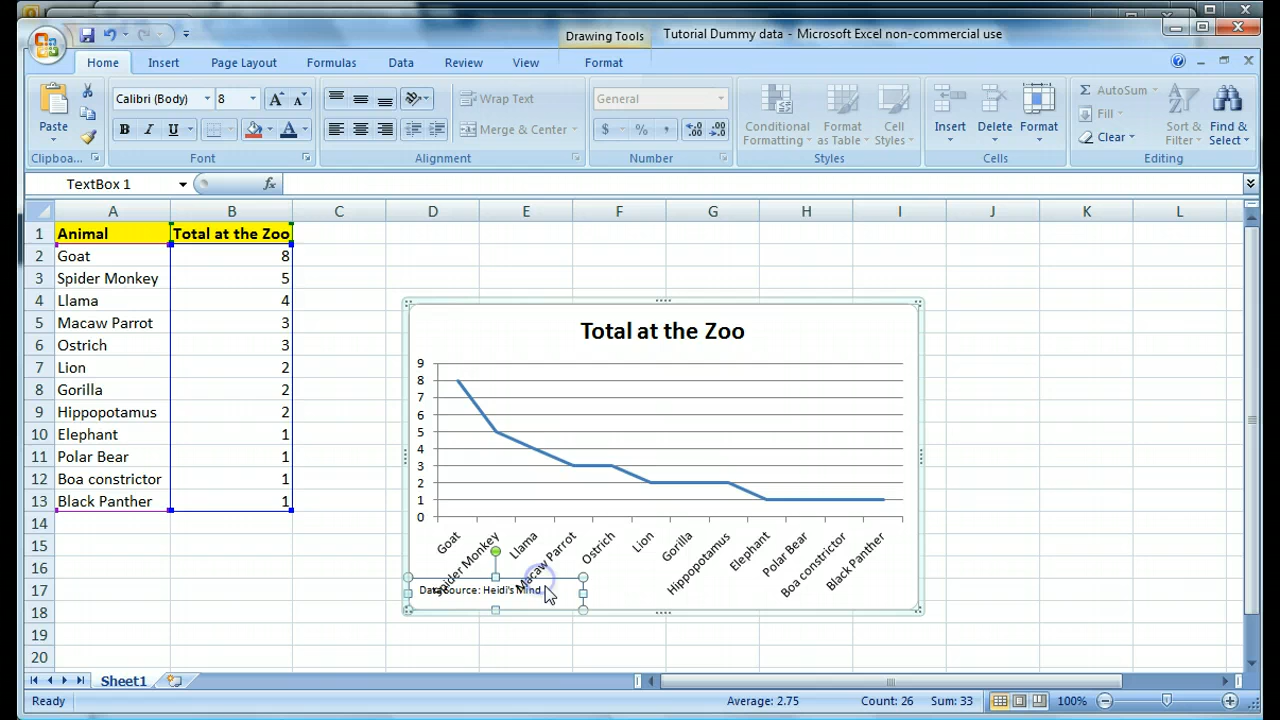 Drawing Tools
Tutorial Dummy data - Microsoft Excel non-commercial use
Home Insert Page Layout Formulas Data Review View Format
Paste
Clipboa...
Calibri (Body) 8
B I U A
Font
Wrap Text
Merge & Center
Alignment
General
$ % ,
Number
Conditional Formatting
Format as Table
Cell Styles
Styles
Insert Delete Format
Cells
Σ AutoSum
Fill
Clear
Sort & Filter
Find & Select
Editing
TextBox 1 fx
A B C D E F G H I J K L
1 Animal Total at the Zoo
2 Goat 8
3 Spider Monkey 5
4 Llama 4
5 Macaw Parrot 3
6 Ostrich 3
7 Lion 2
8 Gorilla 2
9 Hippopotamus 2
10 Elephant 1
11 Polar Bear 1
12 Boa constrictor 1
13 Black Panther 1
14
15
16
17
18
19
20
Total at the Zoo
9
8
7
6
5
4
3
2
1
0
Goat
Spider Monkey
Llama
Macaw Parrot
Ostrich
Lion
Gorilla
Hippopotamus
Elephant
Polar Bear
Boa constrictor
Black Panther
Data Source: Heidi's Mind
Sheet1
Ready Average: 2.75 Count: 26 Sum: 33 100%